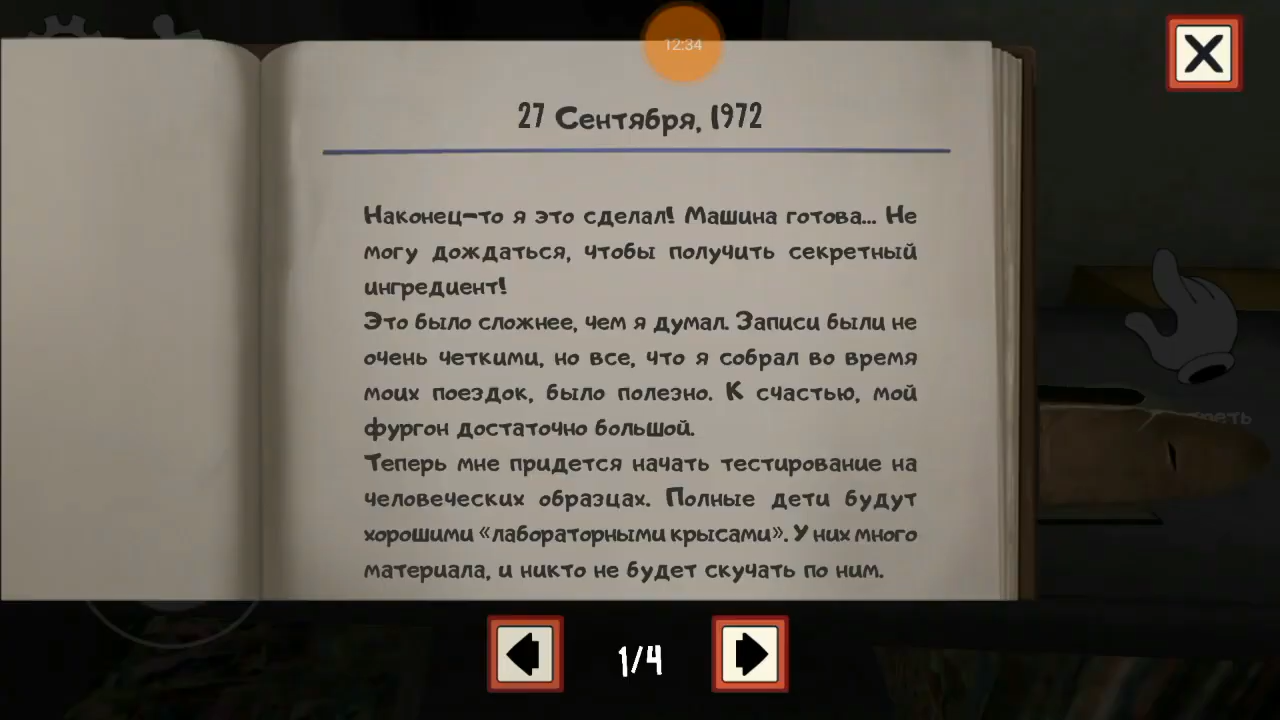 12:34
27 Сентября, 1972
Наконец-то я это сделал! Машина готова... Не
могу дождаться, чтобы получить секретный
ингредиент!
Это было сложнее, чем я думал. Записи были не
очень четкими, но все, что я собрал во время
моих поездок, было полезно. К счастью, мой
фургон достаточно большой.
Теперь мне придется начать тестирование на
человеческих образцах. Полные дети будут
хорошими «лабораторными крысами». У них много
материала, и никто не будет скучать по ним.
1/4